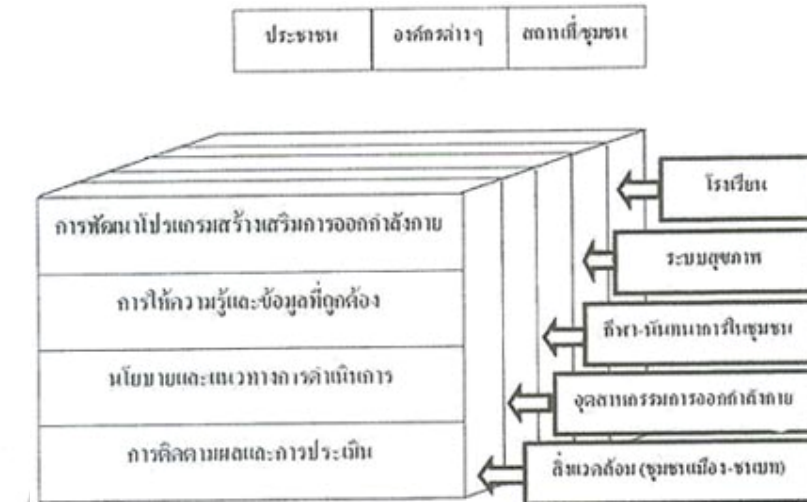 ประชาชน องค์กรต่างๆ สถานที่/ชุมชน
โรงเรียน
การพัฒนาโปรแกรมสร้างเสริมการออกกำลังกาย
ระบบสุขภาพ
การให้ความรู้และข้อมูลที่ถูกต้อง
กีฬา-นันทนาการในชุมชน
นโยบายและแนวทางการดำเนินการ
อุตสาหกรรมการออกกำลังกาย
การติดตามผลและการประเมิน
สิ่งแวดล้อม (ชุมชนเมือง-ชนบท)